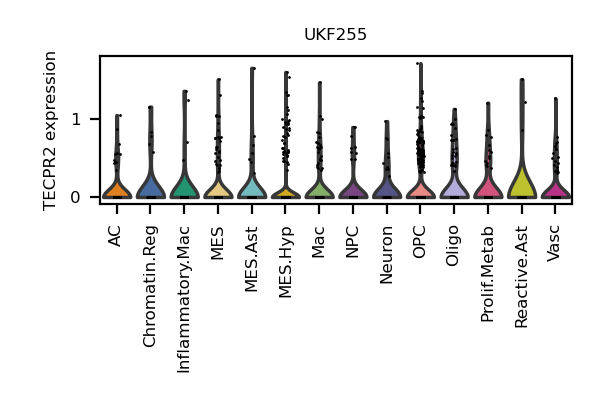 UKF255
TECPR2 expression
1
0
AC
Chromatin.Reg
Inflammatory.Mac
MES
MES.Ast
MES.Hyp
Mac
NPC
Neuron
OPC
Oligo
Prolif.Metab
Reactive.Ast
Vasc